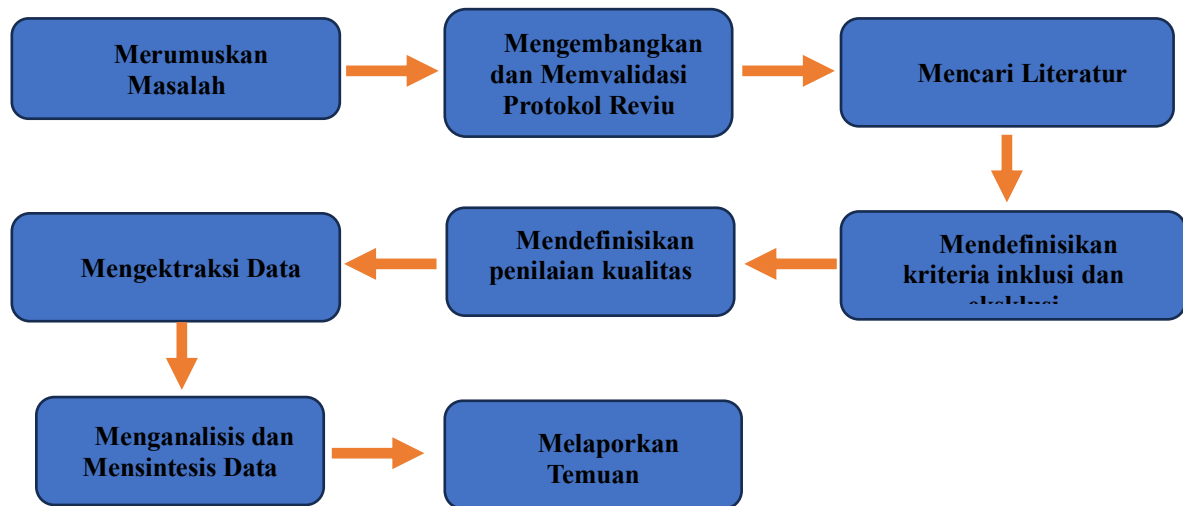 Merumuskan
Masalah
Mengembangkan
dan Memvalidasi
Protokol Reviu
Mencari Literatur
Mendefinisikan
kriteria inklusi dan
eksklusi
Mendefinisikan
penilaian kualitas
Mengektraksi Data
Menganalisis dan
Mensintesis Data
Melaporkan
Temuan